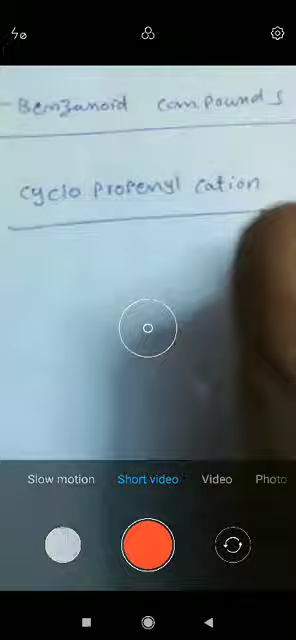 - Benzanoid compounds
cyclo propenyl cation
Slow motion Short video Video Photo